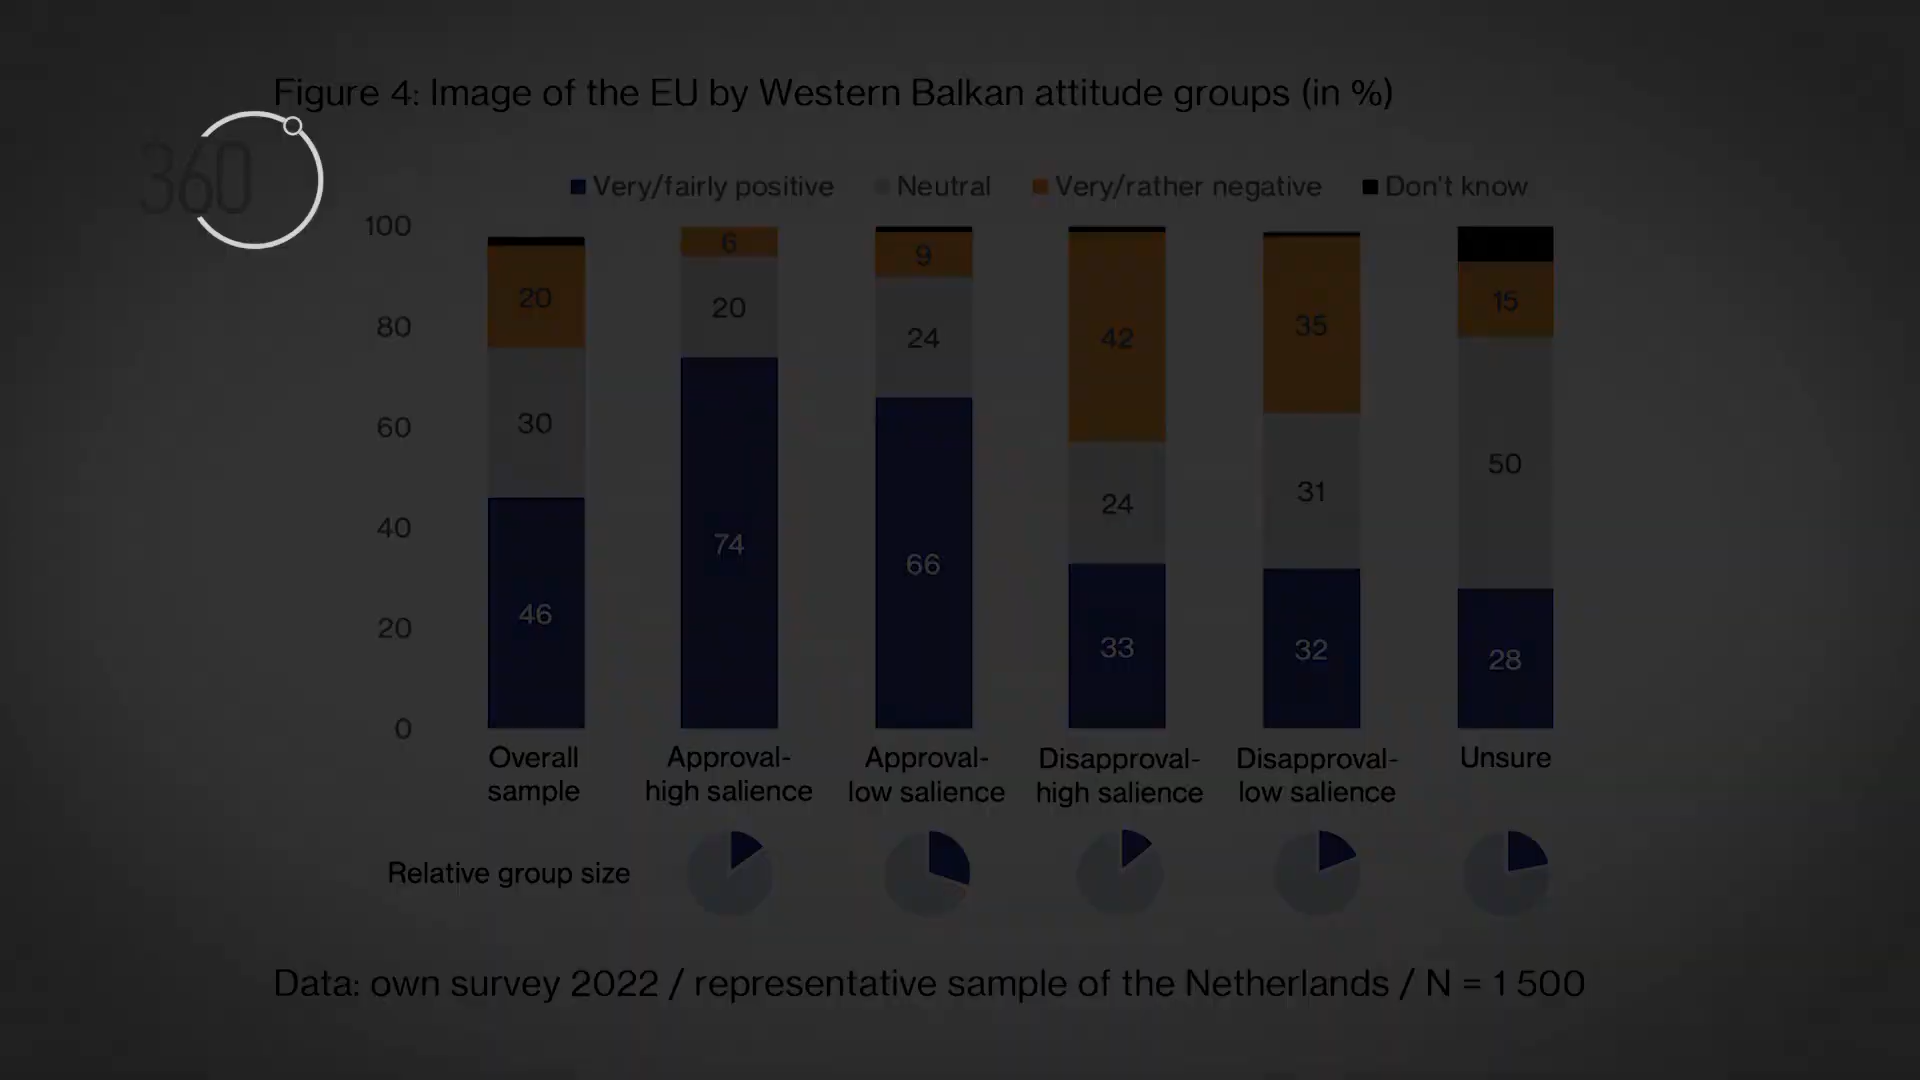 Figure 4: Image of the EU by Western Balkan attitude groups (in %)
360
Very/fairly positive Neutral Very/rather negative Don't know
100
80
60
40
20
0
20
30
46
6
20
74
9
24
66
42
24
33
35
31
32
15
50
28
Overall sample
Approval-
high salience
Approval-
low salience
Disapproval-
high salience
Disapproval-
low salience
Unsure
Relative group size
Data: own survey 2022 / representative sample of the Netherlands / N = 1 500